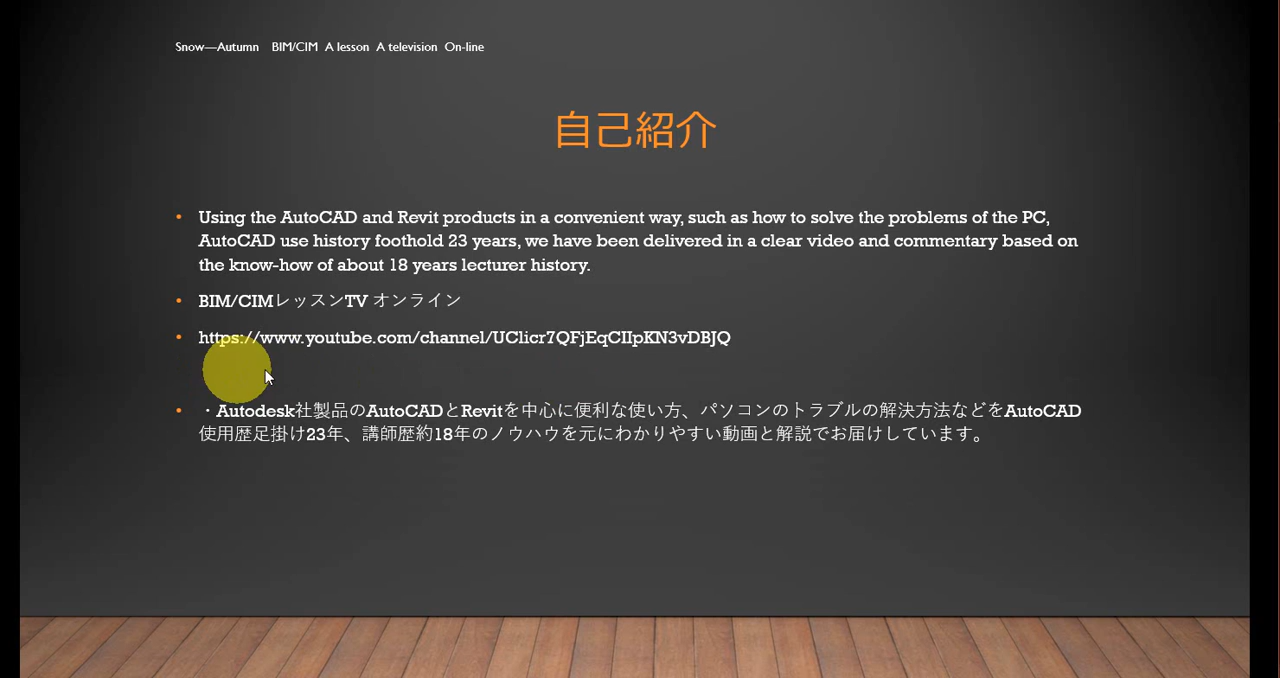 Snow—Autumn BIM/CIM A lesson A television On-line
自己紹介
• Using the AutoCAD and Revit products in a convenient way, such as how to solve the problems of the PC,
AutoCAD use history foothold 23 years, we have been delivered in a clear video and commentary based on
the know-how of about 18 years lecturer history.
• BIM/CIMレッスンTV オンライン
• https://www.youtube.com/channel/UClicr7QFjEqCIIpKN3vDBJQ
• ・Autodesk社製品のAutoCADとRevitを中心に便利な使い方、パソコンのトラブルの解決方法などをAutoCAD
使用歴足掛け23年、講師歴約18年のノウハウを元にわかりやすい動画と解説でお届けしています。